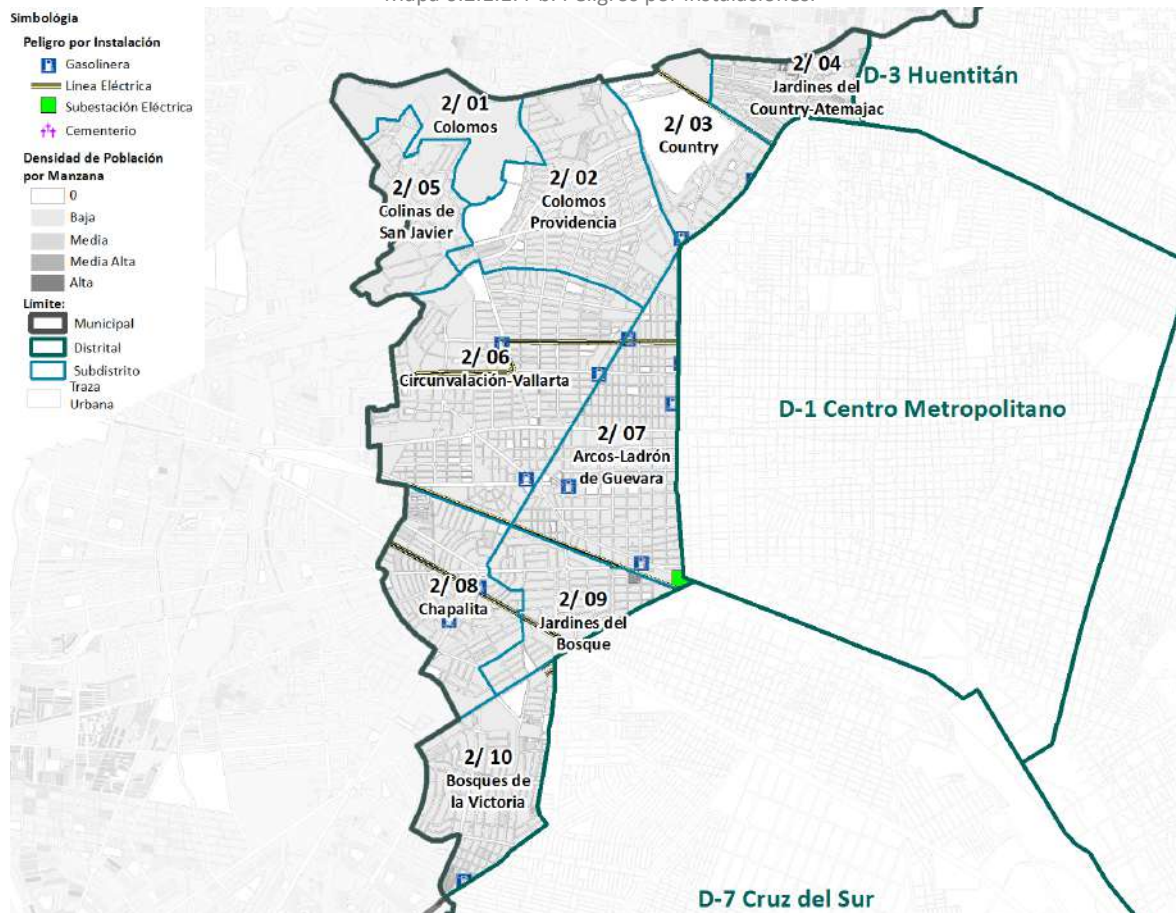 Simbología
Peligro por Instalación
Gasolinera
Línea Eléctrica
Subestación Eléctrica
Cementerio
Densidad de Población
por Manzana
0
Baja
Media
Media Alta
Alta
Límite:
Municipal
Distrital
Subdistrito
Traza
Urbana
2/ 01
Colomos
2/ 04
Jardines del
Country-Atemajac
D-3 Huentitán
2/ 03
Country
2/ 05
Colinas de
San Javier
2/ 02
Colomos
Providencia
2/ 06
Circunvalación-Vallarta
2/ 07
Arcos-Ladrón
de Guevara
D-1 Centro Metropolitano
2/ 08
Chapalita
2/ 09
Jardines del
Bosque
2/ 10
Bosques de
la Victoria
D-7 Cruz del Sur